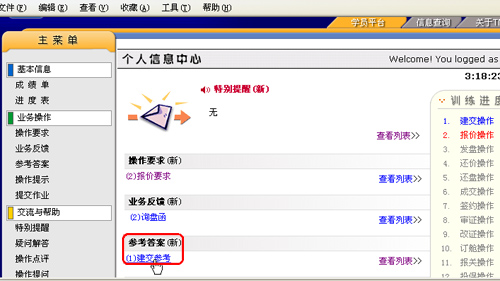 文件(F) 编辑(E) 查看(V) 收藏(A) 工具(T) 帮助(H)
学员平台 信息查询
主菜单
基本信息
成绩单
进度表
业务操作
操作要求
业务反馈
参考答案
操作提示
提交作业
交流与帮助
特别提醒
疑问解答
操作点评
操作提问
个人信息中心
Welcome! You logged as
3:18:23
特别提醒(新)
无
查看列表>>
操作要求(新)
(2)报价要求
查看列表>>
业务反馈(新)
(2)询盘函
查看列表>>
参考答案(新)
(1)建交参考
查看列表>>
训练进度
1. 建交操作
2. 报价操作
3. 发盘操作
4. 还价操作
5. 还盘操作
6. 成交操作
7. 签约操作
8. 审证操作
9. 改证操作
10. 订舱操作
11. 报关操作
12. 投保操作